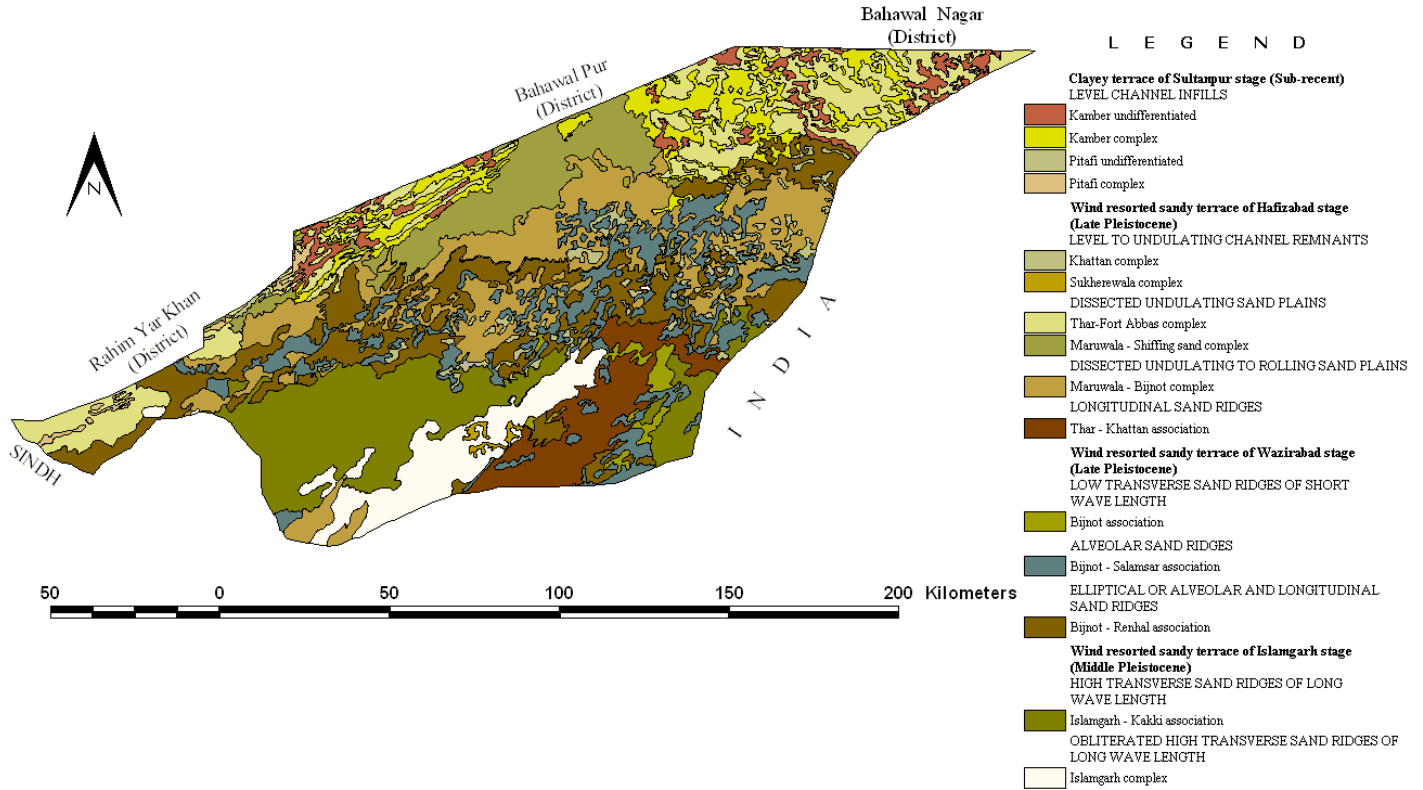 Bahawal Nagar
(District)
Bahawal Pur
(District)
N
Rahim Yar Khan
(District)
SINDH
INDIA
50 0 50 100 150 200 Kilometers
LEGEND
Clayey terrace of Sultanpur stage (Sub-recent)
LEVEL CHANNEL INFILLS
Kamber undifferentiated
Kamber complex
Pitafi undifferentiated
Pitafi complex
Wind resorted sandy terrace of Hafizabad stage
(Late Pleistocene)
LEVEL TO UNDULATING CHANNEL REMNANTS
Khattan complex
Sukherewala complex
DISSECTED UNDULATING SAND PLAINS
Thar-Fort Abbas complex
Maruwala - Shiffing sand complex
DISSECTED UNDULATING TO ROLLING SAND PLAINS
Maruwala - Bijnot complex
LONGITUDINAL SAND RIDGES
Thar - Khattan association
Wind resorted sandy terrace of Wazirabad stage
(Late Pleistocene)
LOW TRANSVERSE SAND RIDGES OF SHORT
WAVE LENGTH
Bijnot association
ALVEOLAR SAND RIDGES
Bijnot - Salamsar association
ELLIPTICAL OR ALVEOLAR AND LONGITUDINAL
SAND RIDGES
Bijnot - Renhal association
Wind resorted sandy terrace of Islamgarh stage
(Middle Pleistocene)
HIGH TRANSVERSE SAND RIDGES OF LONG
WAVE LENGTH
Islamgarh - Kakki association
OBLITERATED HIGH TRANSVERSE SAND RIDGES OF
LONG WAVE LENGTH
Islamgarh complex